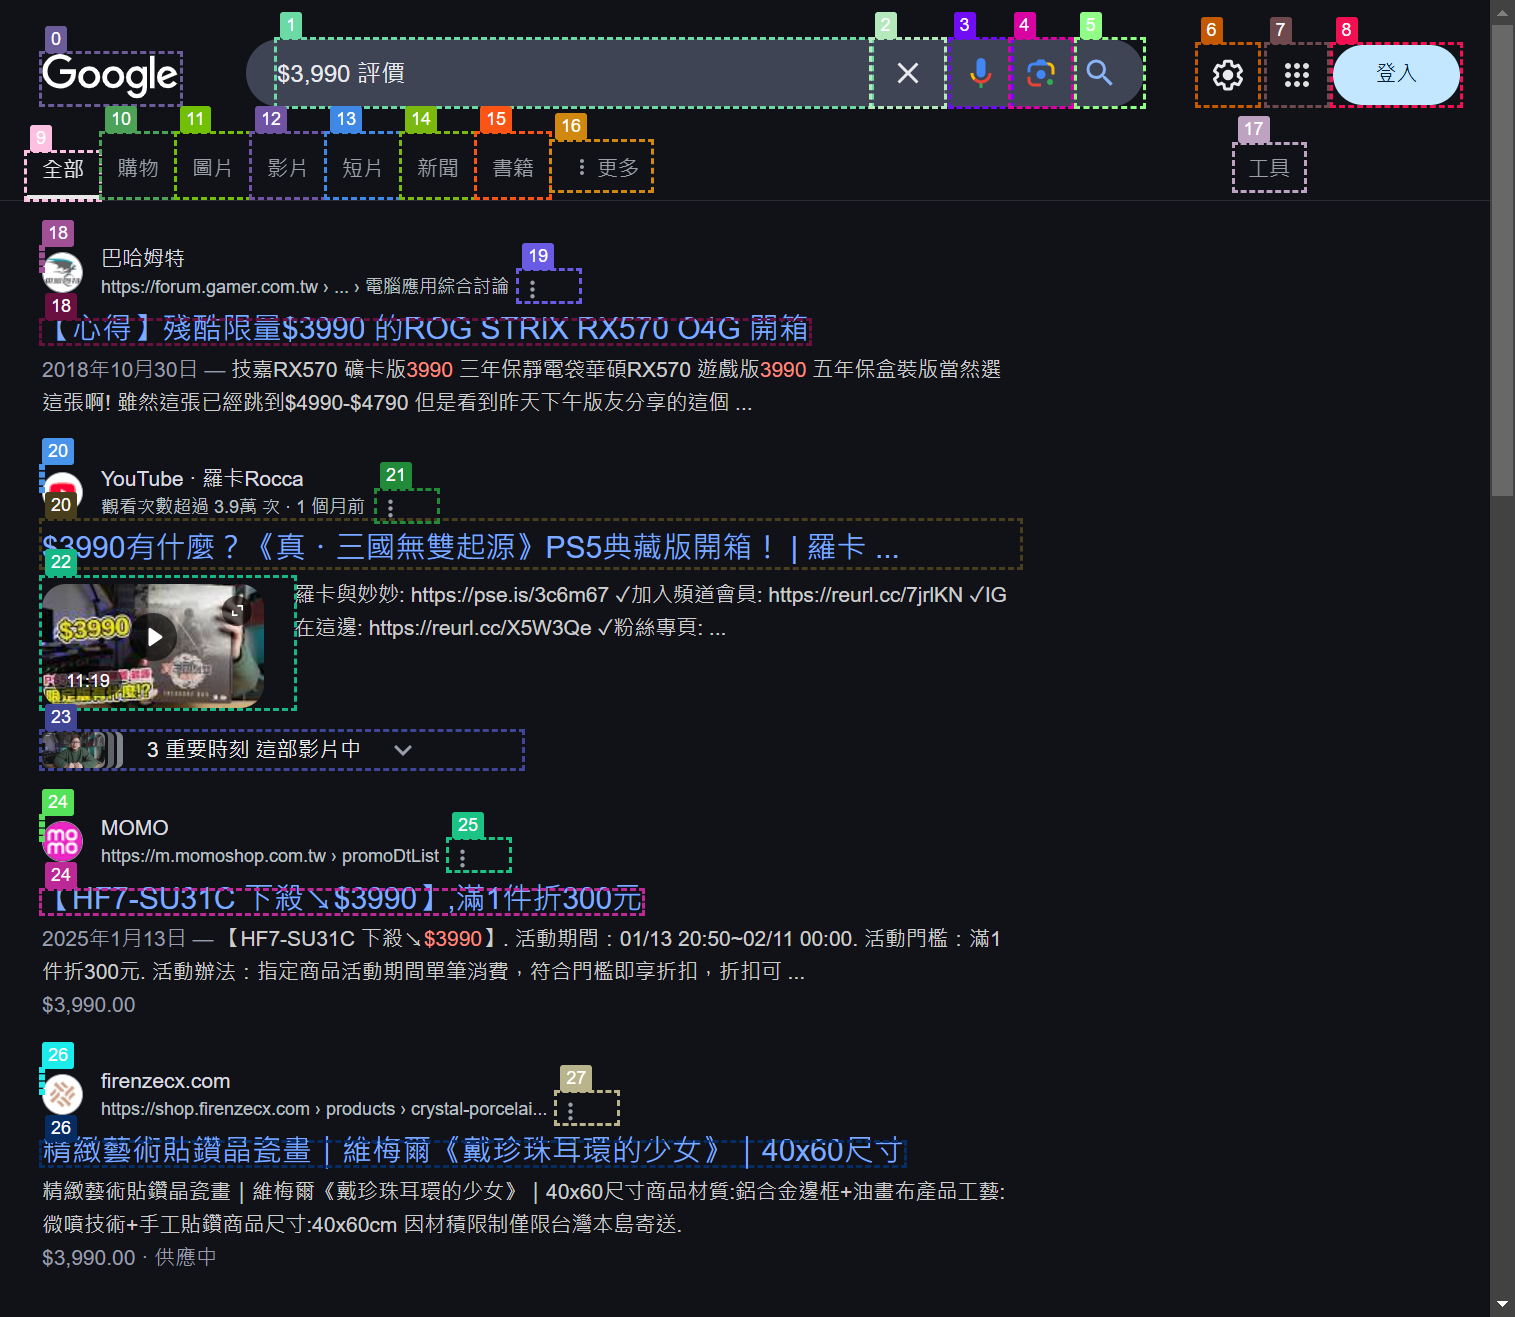 0
Google
1
$3,990 評價
2
3
4
5
6
7
8
登入
9
全部
10
購物
11
圖片
12
影片
13
短片
14
新聞
15
書籍
16
更多
17
工具
18
巴哈姆特
https://forum.gamer.com.tw › ... › 電腦應用綜合討論
19
18
【心得】殘酷限量$3990 的ROG STRIX RX570 O4G 開箱
2018年10月30日 — 技嘉RX570 礦卡版3990 三年保靜電袋華碩RX570 遊戲版3990 五年保盒裝版當然選
這張啊! 雖然這張已經跳到$4990-$4790 但是看到昨天下午版友分享的這個 ...
20
YouTube · 羅卡Rocca
觀看次數超過 3.9萬 次 · 1 個月前
21
20
$3990有什麼？《真．三國無雙起源》PS5典藏版開箱！ | 羅卡 ...
22
$3990
11:19
羅卡與妙妙: https://pse.is/3c6m67 ✓加入頻道會員: https://reurl.cc/7jrlKN ✓IG
在這邊: https://reurl.cc/X5W3Qe ✓粉絲專頁: ...
23
3 重要時刻 這部影片中
24
momo
MOMO
https://m.momoshop.com.tw › promoDtList
25
24
【HF7-SU31C 下殺↘$3990】,滿1件折300元
2025年1月13日 — 【HF7-SU31C 下殺↘$3990】. 活動期間：01/13 20:50~02/11 00:00. 活動門檻：滿1
件折300元. 活動辦法：指定商品活動期間單筆消費，符合門檻即享折扣，折扣可 ...
$3,990.00
26
firenzecx.com
https://shop.firenzecx.com › products › crystal-porcelai...
27
26
精緻藝術貼鑽晶瓷畫 | 維梅爾《戴珍珠耳環的少女》 | 40x60尺寸
精緻藝術貼鑽晶瓷畫 | 維梅爾《戴珍珠耳環的少女》 | 40x60尺寸商品材質:鋁合金邊框+油畫布產品工藝:
微噴技術+手工貼鑽商品尺寸:40x60cm 因材積限制僅限台灣本島寄送.
$3,990.00 · 供應中